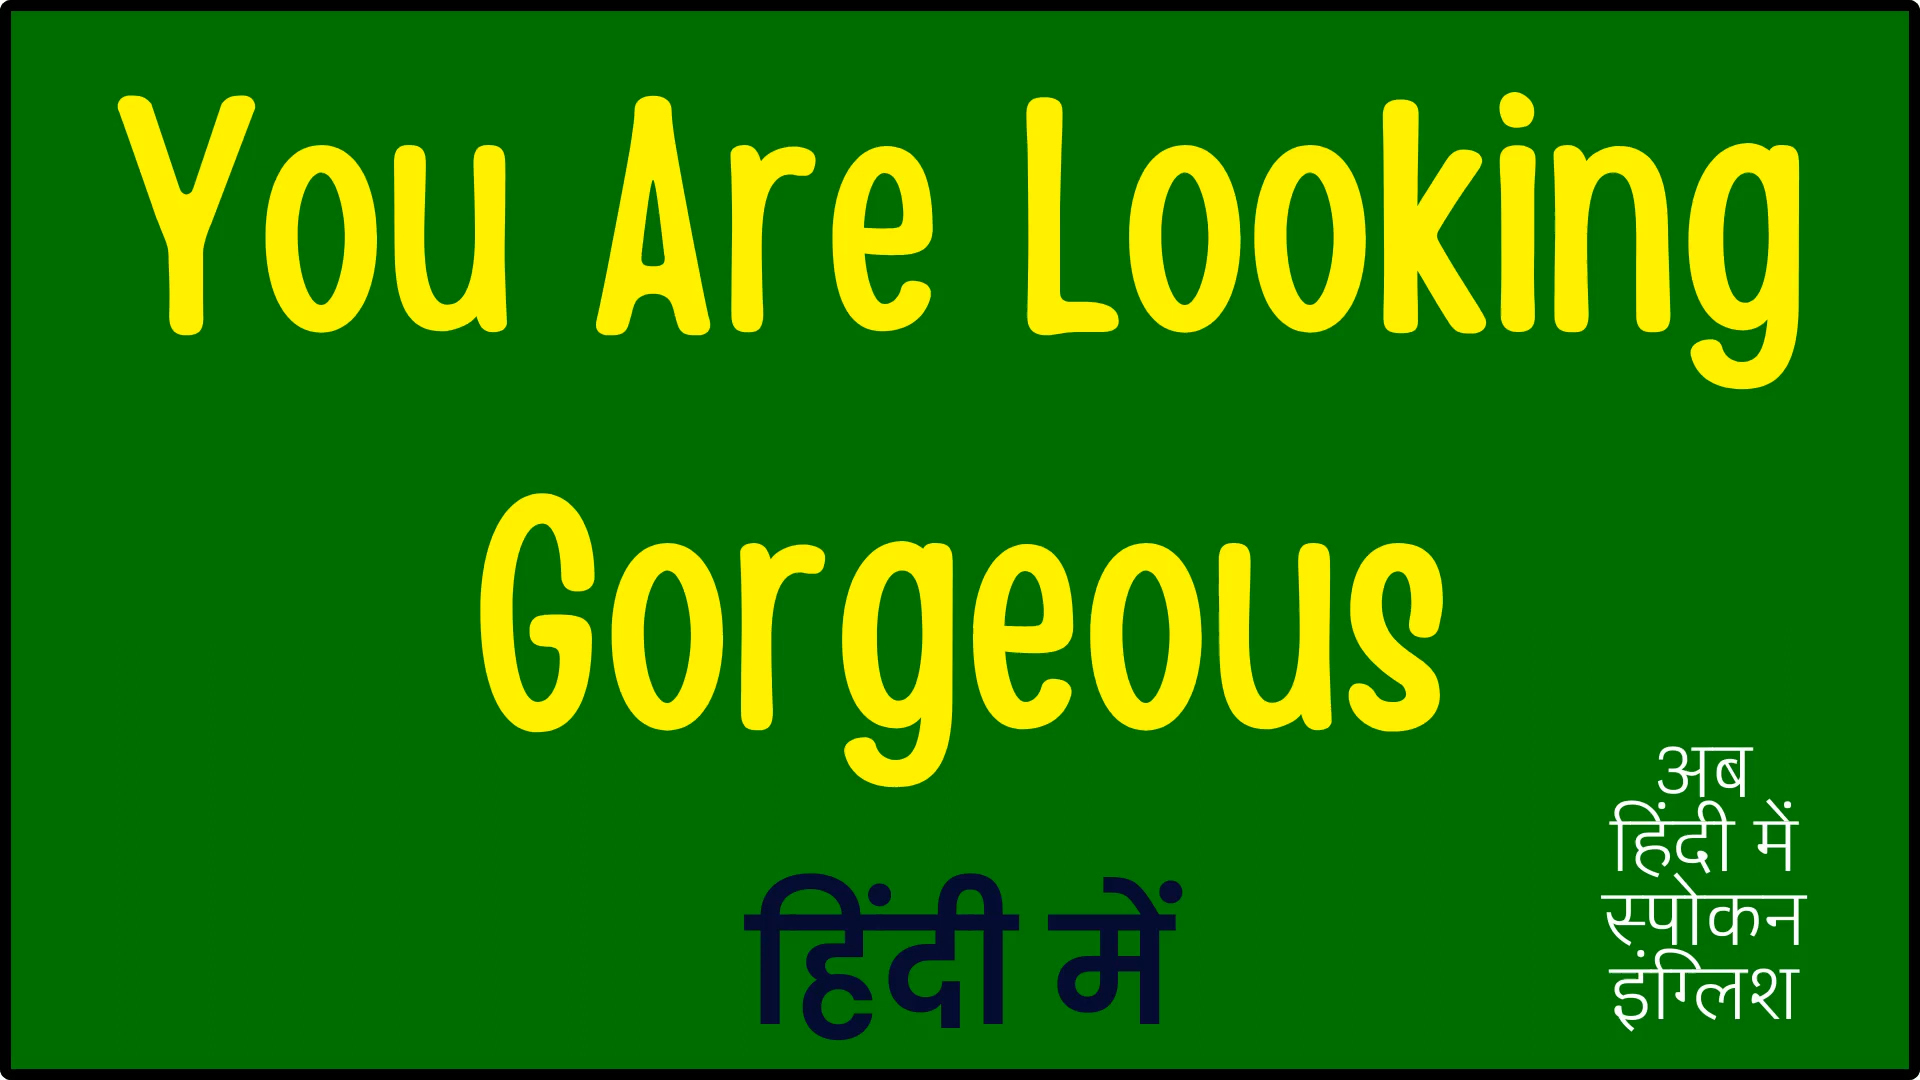 You Are Looking
Gorgeous
हिंदी में
अब
हिंदी में
स्पोकन
इंग्लिश